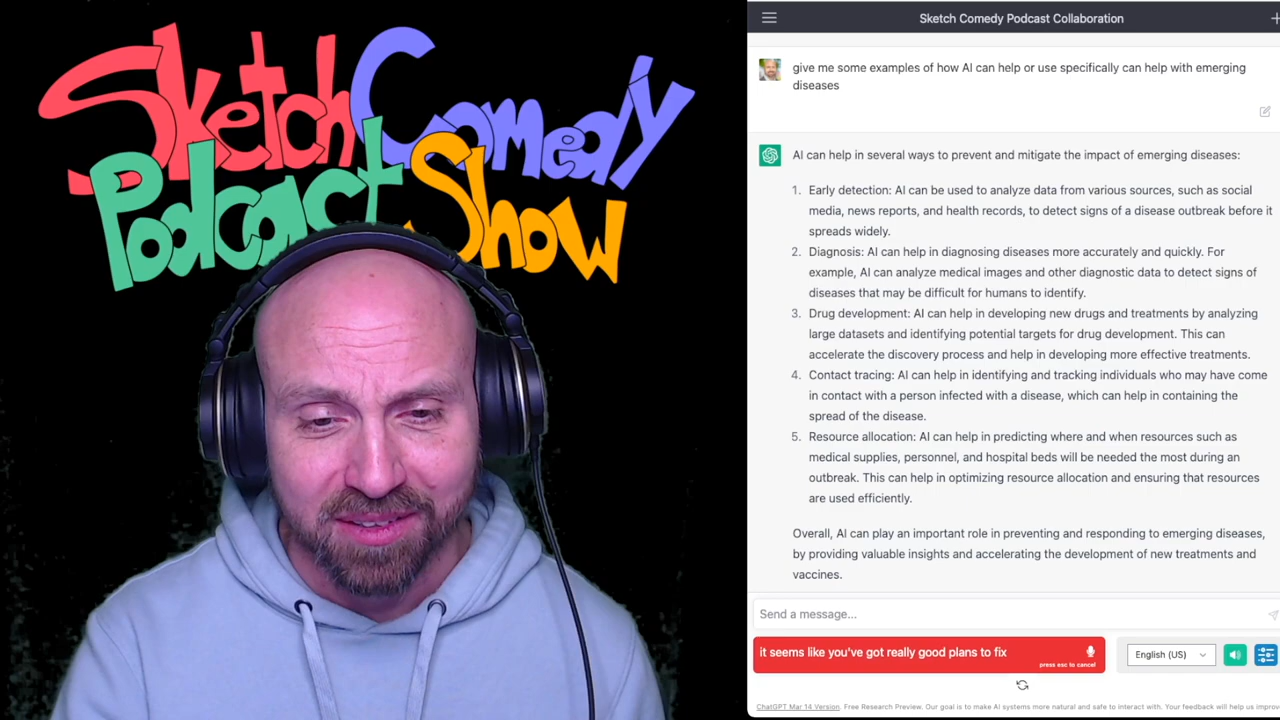 Sketch Comedy
Podcast Show
Sketch Comedy Podcast Collaboration
give me some examples of how AI can help or use specifically can help with emerging
diseases
AI can help in several ways to prevent and mitigate the impact of emerging diseases:
1. Early detection: AI can be used to analyze data from various sources, such as social
media, news reports, and health records, to detect signs of a disease outbreak before it
spreads widely.
2. Diagnosis: AI can help in diagnosing diseases more accurately and quickly. For
example, AI can analyze medical images and other diagnostic data to detect signs of
diseases that may be difficult for humans to identify.
3. Drug development: AI can help in developing new drugs and treatments by analyzing
large datasets and identifying potential targets for drug development. This can
accelerate the discovery process and help in developing more effective treatments.
4. Contact tracing: AI can help in identifying and tracking individuals who may have come
in contact with a person infected with a disease, which can help in containing the
spread of the disease.
5. Resource allocation: AI can help in predicting where and when resources such as
medical supplies, personnel, and hospital beds will be needed the most during an
outbreak. This can help in optimizing resource allocation and ensuring that resources
are used efficiently.
Overall, AI can play an important role in preventing and responding to emerging diseases,
by providing valuable insights and accelerating the development of new treatments and
vaccines.
Send a message...
it seems like you've got really good plans to fix
press esc to cancel
English (US)
ChatGPT Mar 14 Version. Free Research Preview. Our goal is to make AI systems more natural and safe to interact with. Your feedback will help us improve